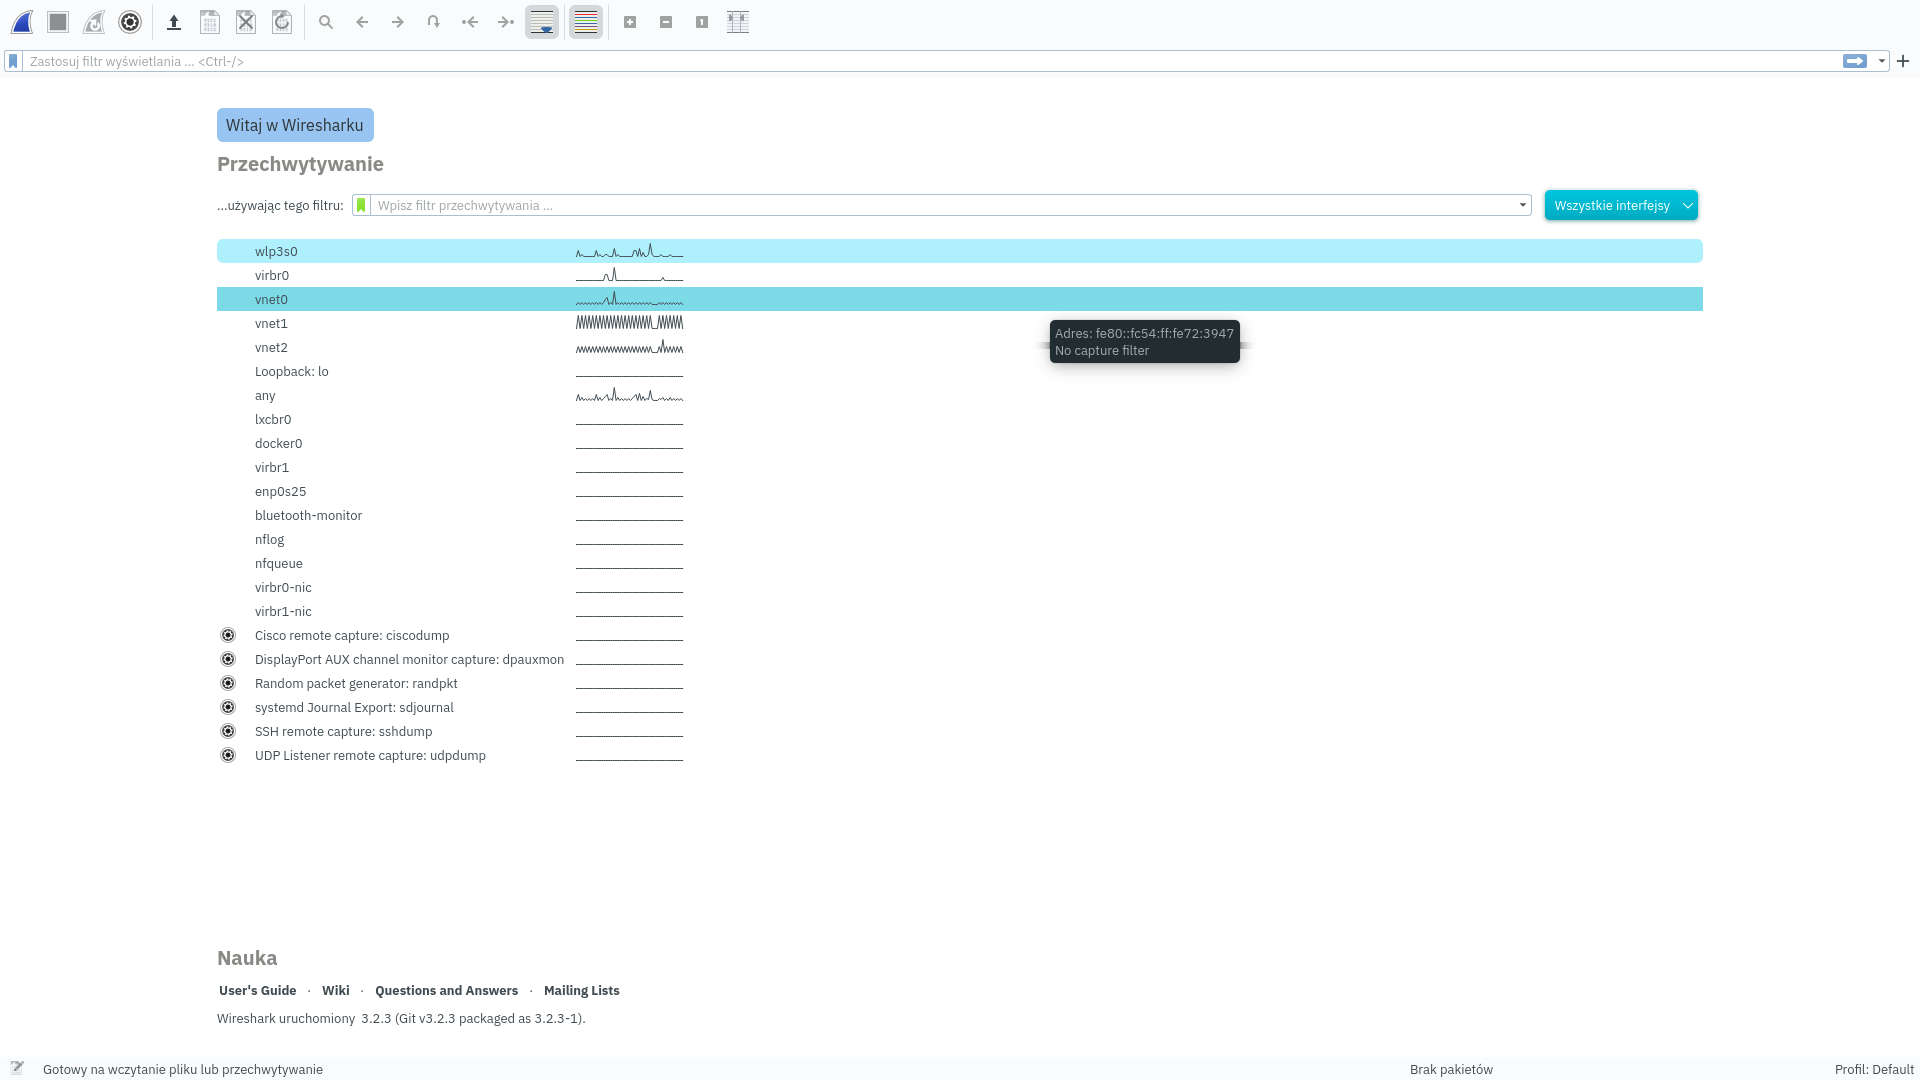 Zastosuj filtr wyświetlania ... <Ctrl-/>
Witaj w Wiresharku
Przechwytywanie
...używając tego filtru:
Wpisz filtr przechwytywania ...
Wszystkie interfejsy
wlp3s0
virbr0
vnet0
vnet1
Adres: fe80::fc54:ff:fe72:3947
No capture filter
vnet2
Loopback: lo
any
lxcbr0
docker0
virbr1
enp0s25
bluetooth-monitor
nflog
nfqueue
virbr0-nic
virbr1-nic
Cisco remote capture: ciscodump
DisplayPort AUX channel monitor capture: dpauxmon
Random packet generator: randpkt
systemd Journal Export: sdjournal
SSH remote capture: sshdump
UDP Listener remote capture: udpdump
Nauka
User's Guide · Wiki · Questions and Answers · Mailing Lists
Wireshark uruchomiony 3.2.3 (Git v3.2.3 packaged as 3.2.3-1).
Gotowy na wczytanie pliku lub przechwytywanie
Brak pakietów
Profil: Default